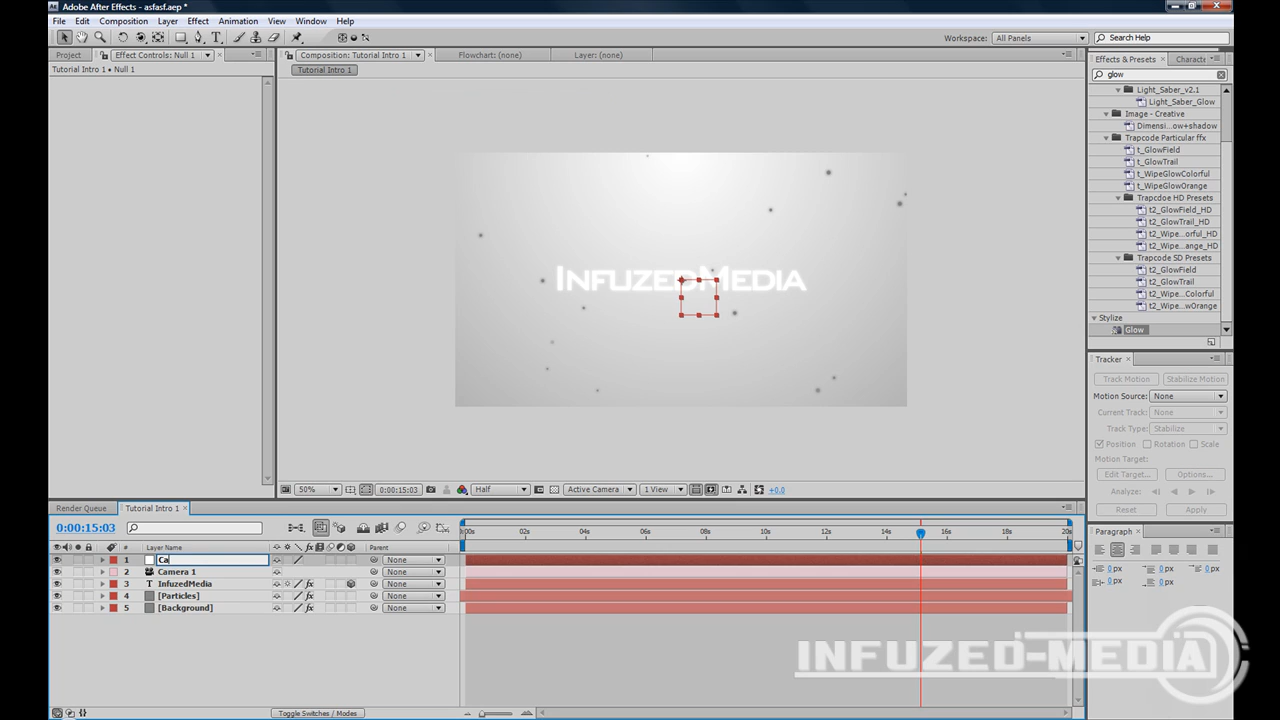 Adobe After Effects - asfasf.aep *
File Edit Composition Layer Effect Animation View Window Help
Workspace: All Panels Search Help
Project Effect Controls: Null 1 Composition: Tutorial Intro 1 Flowchart: (none) Layer: (none) Effects & Presets Characte
Tutorial Intro 1 • Null 1 Tutorial Intro 1
glow
Light_Saber_v2.1
Light_Saber_Glow
Image - Creative
Dimensi...ow+shadow
Trapcode Particular ffx
t_GlowField
t_GlowTrail
t_WipeGlowColorful
t_WipeGlowOrange
Trapcdoe HD Presets
t2_GlowField_HD
t2_GlowTrail_HD
t2_Wipe...orful_HD
t2_Wipe...ange_HD
Trapcode SD Presets
t2_GlowField
t2_GlowTrail
t2_Wipe...Colorful
t2_Wipe...wOrange
Stylize
Glow
InfuzedMedia
Tracker
Track Motion Stabilize Motion
Motion Source: None
Current Track: None
Track Type: Stabilize
Position Rotation Scale
Motion Target:
Edit Target... Options...
Analyze:
Reset Apply
50% 0:00:15:03 Half Active Camera 1 View +0.0
Render Queue Tutorial Intro 1
0:00:15:03
:00s 02s 04s 06s 08s 10s 12s 14s 16s 18s 20s
# Layer Name Parent
1 Ca None
2 Camera 1 None
3 T InfuzedMedia None
4 [Particles] None
5 [Background] None
Toggle Switches / Modes
Paragraph
0 px 0 px 0 px
0 px 0 px
INFUZED-MEDIA